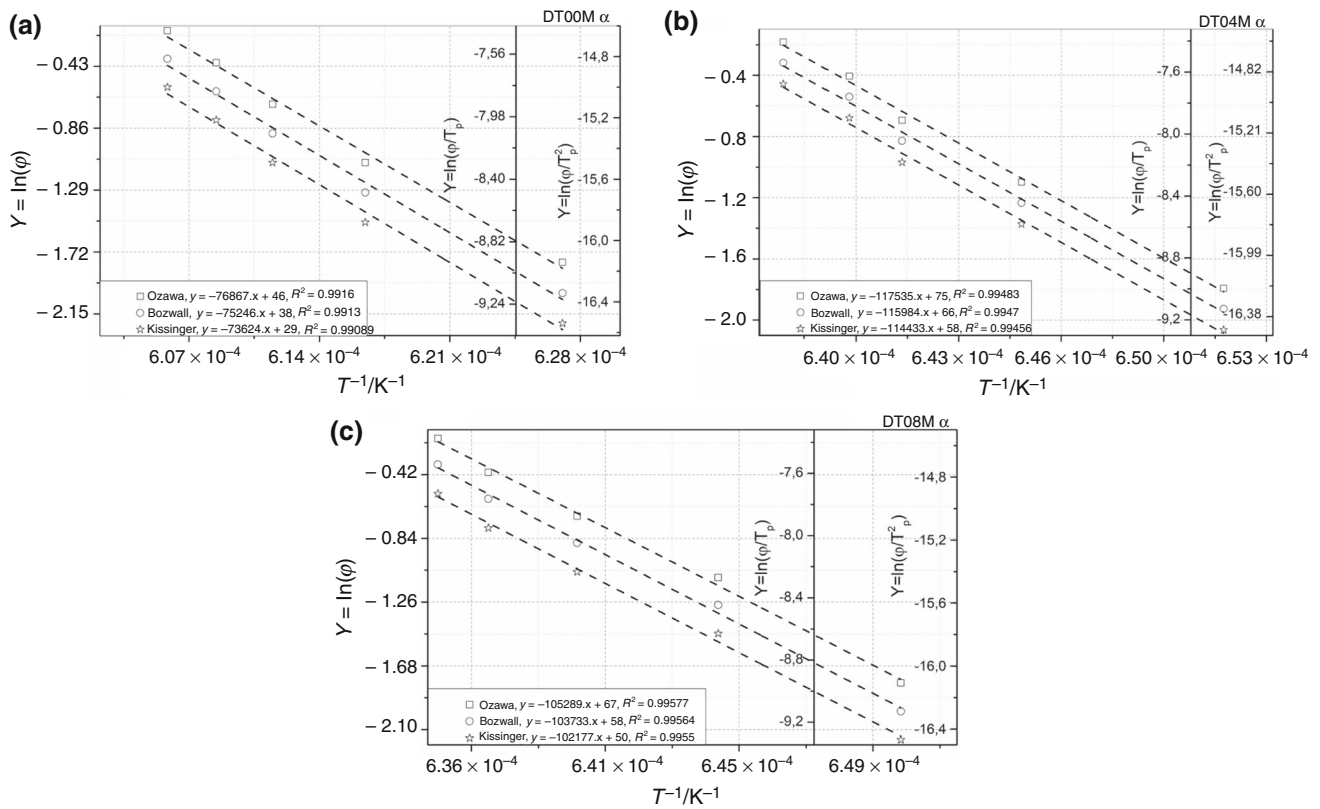 (a)
DT00M α
Y = ln(φ)
− 0.43
− 0.86
− 1.29
− 1.72
− 2.15
-7,56
-7,98
-8,40
-8,82
-9,24
Y=ln(φ/Tp)
-14,8
-15,2
-15,6
-16,0
-16,4
Y=ln(φ/T²p)
Ozawa, y = −76867.x + 46, R² = 0.9916
Bozwall, y = −75246.x + 38, R² = 0.9913
Kissinger, y = −73624.x + 29, R² = 0.99089
6.07 × 10⁻⁴ 6.14 × 10⁻⁴ 6.21 × 10⁻⁴ 6.28 × 10⁻⁴
T⁻¹/K⁻¹
(b)
DT04M α
Y = ln(φ)
− 0.4
− 0.8
− 1.2
− 1.6
− 2.0
-7,6
-8,0
-8,4
-8,8
-9,2
Y=ln(φ/Tp)
-14,82
-15,21
-15,60
-15,99
-16,38
Y=ln(φ/T²p)
Ozawa, y = −117535.x + 75, R² = 0.99483
Bozwall, y = −115984.x + 66, R² = 0.9947
Kissinger, y = −114433.x + 58, R² = 0.99456
6.40 × 10⁻⁴ 6.43 × 10⁻⁴ 6.46 × 10⁻⁴ 6.50 × 10⁻⁴ 6.53 × 10⁻⁴
T⁻¹/K⁻¹
(c)
DT08M α
Y = ln(φ)
− 0.42
− 0.84
− 1.26
− 1.68
− 2.10
-7,6
-8,0
-8,4
-8,8
-9,2
Y=ln(φ/Tp)
-14,8
-15,2
-15,6
-16,0
-16,4
Y=ln(φ/T²p)
Ozawa, y = −105289.x + 67, R² = 0.99577
Bozwall, y = −103733.x + 58, R² = 0.99564
Kissinger, y = −102177.x + 50, R² = 0.9955
6.36 × 10⁻⁴ 6.41 × 10⁻⁴ 6.45 × 10⁻⁴ 6.49 × 10⁻⁴
T⁻¹/K⁻¹